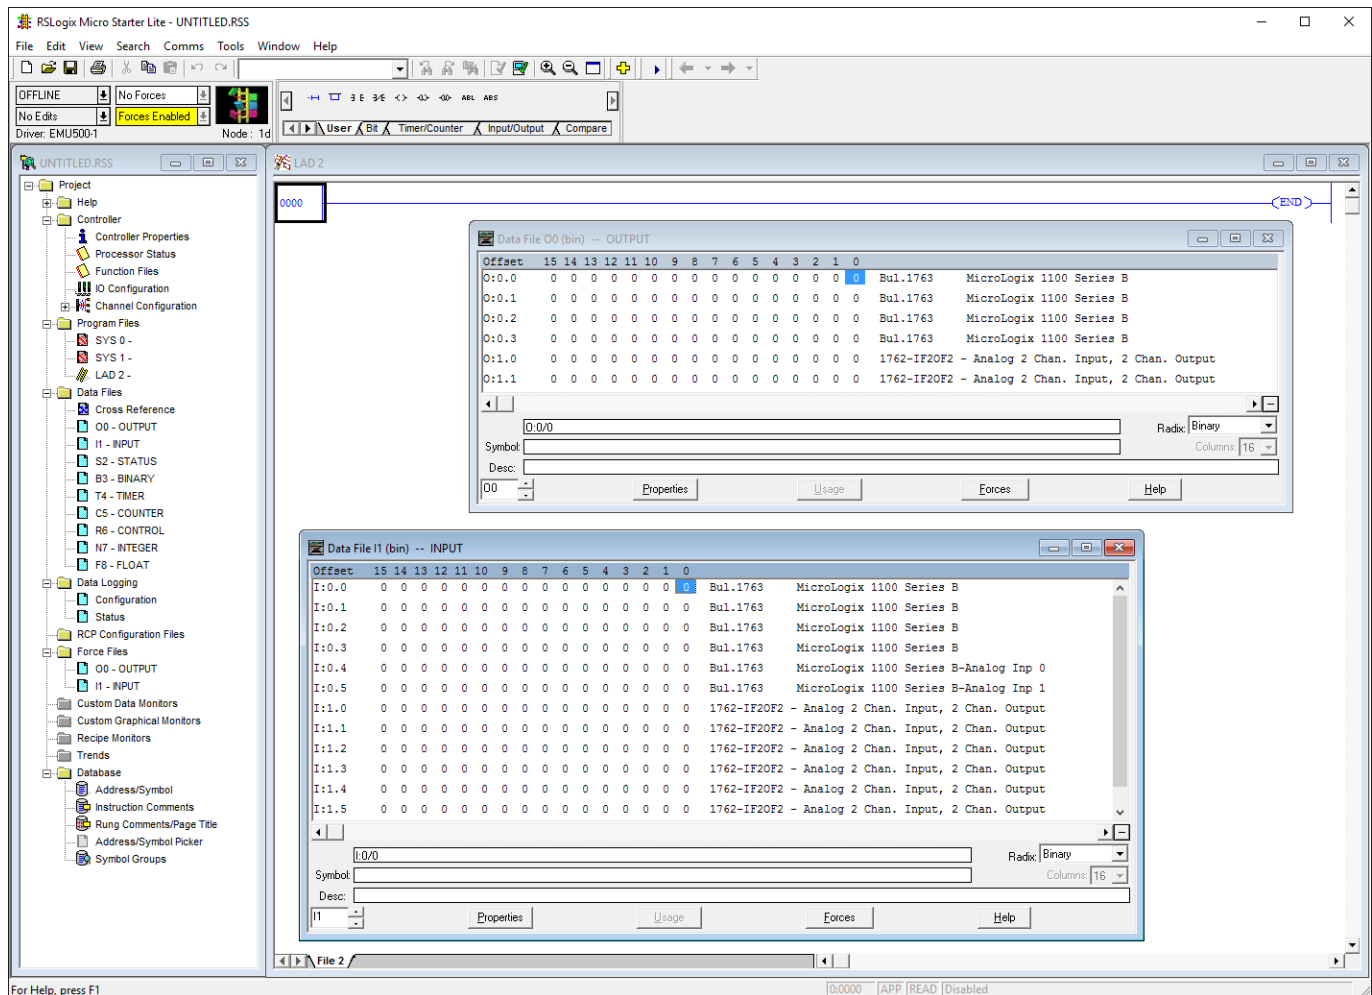 RSLogix Micro Starter Lite - UNTITLED.RSS
File Edit View Search Comms Tools Window Help
OFFLINE No Forces
No Edits Forces Enabled
Driver: EMU500-1 Node : 1d
ABL ABS
User Bit Timer/Counter Input/Output Compare
UNTITLED.RSS
Project
Help
Controller
Controller Properties
Processor Status
Function Files
IO Configuration
Channel Configuration
Program Files
SYS 0 -
SYS 1 -
LAD 2 -
Data Files
Cross Reference
O0 - OUTPUT
I1 - INPUT
S2 - STATUS
B3 - BINARY
T4 - TIMER
C5 - COUNTER
R6 - CONTROL
N7 - INTEGER
F8 - FLOAT
Data Logging
Configuration
Status
RCP Configuration Files
Force Files
O0 - OUTPUT
I1 - INPUT
Custom Data Monitors
Custom Graphical Monitors
Recipe Monitors
Trends
Database
Address/Symbol
Instruction Comments
Rung Comments/Page Title
Address/Symbol Picker
Symbol Groups
LAD 2
0000 END
Data File O0 (bin) -- OUTPUT
Offset 15 14 13 12 11 10 9 8 7 6 5 4 3 2 1 0
O:0.0 0 0 0 0 0 0 0 0 0 0 0 0 0 0 0 0 Bul.1763 MicroLogix 1100 Series B
O:0.1 0 0 0 0 0 0 0 0 0 0 0 0 0 0 0 0 Bul.1763 MicroLogix 1100 Series B
O:0.2 0 0 0 0 0 0 0 0 0 0 0 0 0 0 0 0 Bul.1763 MicroLogix 1100 Series B
O:0.3 0 0 0 0 0 0 0 0 0 0 0 0 0 0 0 0 Bul.1763 MicroLogix 1100 Series B
O:1.0 0 0 0 0 0 0 0 0 0 0 0 0 0 0 0 0 1762-IF2OF2 - Analog 2 Chan. Input, 2 Chan. Output
O:1.1 0 0 0 0 0 0 0 0 0 0 0 0 0 0 0 0 1762-IF2OF2 - Analog 2 Chan. Input, 2 Chan. Output
O:0/0 Radix: Binary
Symbol: Columns: 16
Desc:
O0 Properties Usage Forces Help
Data File I1 (bin) -- INPUT
Offset 15 14 13 12 11 10 9 8 7 6 5 4 3 2 1 0
I:0.0 0 0 0 0 0 0 0 0 0 0 0 0 0 0 0 0 Bul.1763 MicroLogix 1100 Series B
I:0.1 0 0 0 0 0 0 0 0 0 0 0 0 0 0 0 0 Bul.1763 MicroLogix 1100 Series B
I:0.2 0 0 0 0 0 0 0 0 0 0 0 0 0 0 0 0 Bul.1763 MicroLogix 1100 Series B
I:0.3 0 0 0 0 0 0 0 0 0 0 0 0 0 0 0 0 Bul.1763 MicroLogix 1100 Series B
I:0.4 0 0 0 0 0 0 0 0 0 0 0 0 0 0 0 0 Bul.1763 MicroLogix 1100 Series B-Analog Inp 0
I:0.5 0 0 0 0 0 0 0 0 0 0 0 0 0 0 0 0 Bul.1763 MicroLogix 1100 Series B-Analog Inp 1
I:1.0 0 0 0 0 0 0 0 0 0 0 0 0 0 0 0 0 1762-IF2OF2 - Analog 2 Chan. Input, 2 Chan. Output
I:1.1 0 0 0 0 0 0 0 0 0 0 0 0 0 0 0 0 1762-IF2OF2 - Analog 2 Chan. Input, 2 Chan. Output
I:1.2 0 0 0 0 0 0 0 0 0 0 0 0 0 0 0 0 1762-IF2OF2 - Analog 2 Chan. Input, 2 Chan. Output
I:1.3 0 0 0 0 0 0 0 0 0 0 0 0 0 0 0 0 1762-IF2OF2 - Analog 2 Chan. Input, 2 Chan. Output
I:1.4 0 0 0 0 0 0 0 0 0 0 0 0 0 0 0 0 1762-IF2OF2 - Analog 2 Chan. Input, 2 Chan. Output
I:1.5 0 0 0 0 0 0 0 0 0 0 0 0 0 0 0 0 1762-IF2OF2 - Analog 2 Chan. Input, 2 Chan. Output
I:0/0 Radix: Binary
Symbol: Columns: 16
Desc:
I1 Properties Usage Forces Help
File 2
For Help, press F1 0:0000 APP READ Disabled